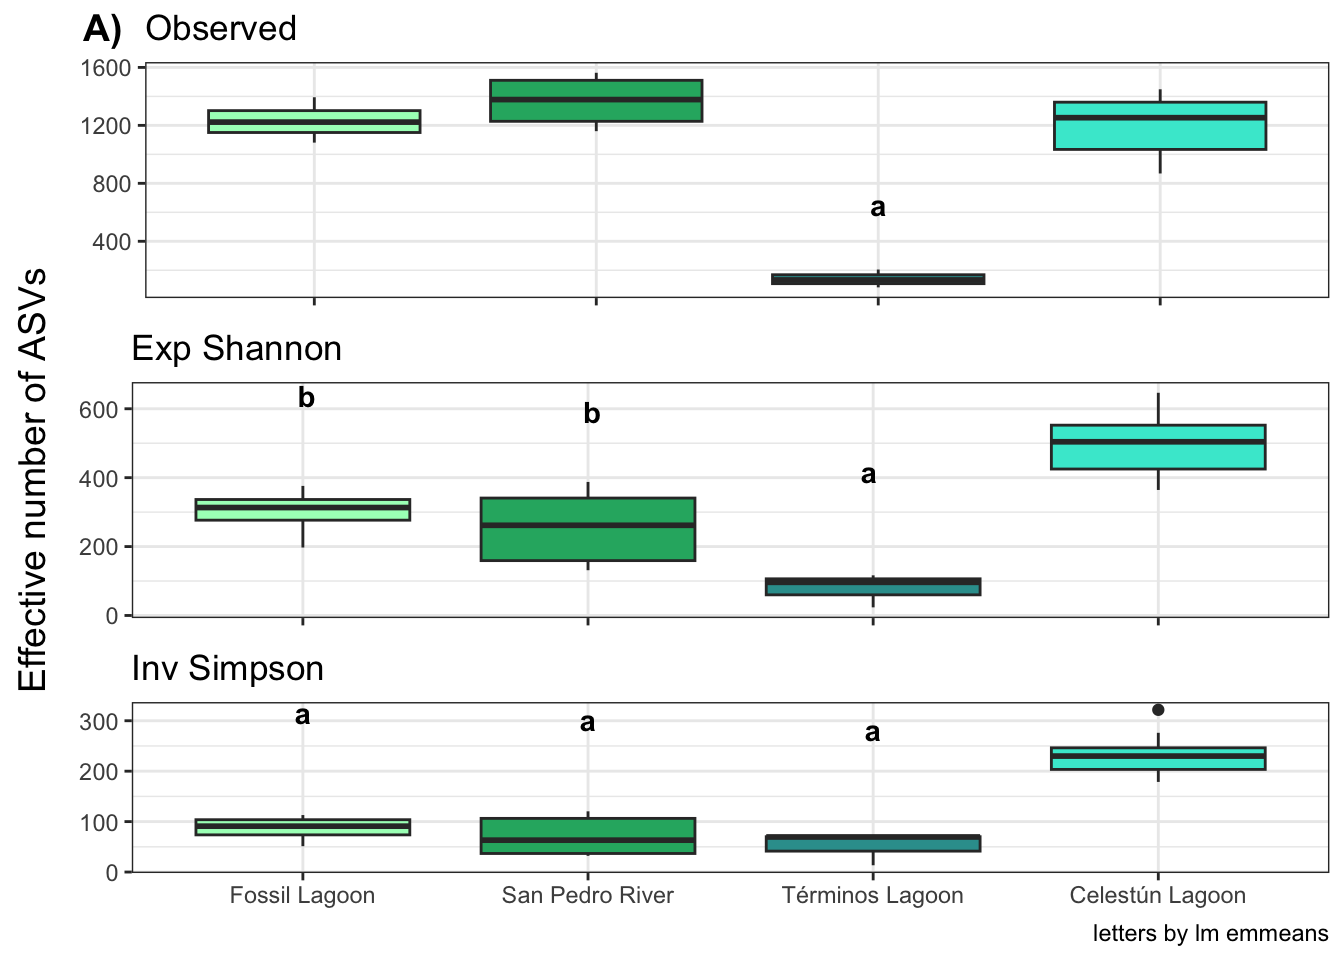 A) Observed
1600
1200
800
400
a
Effective number of ASVs
Exp Shannon
600
400
200
0
b
b
a
Inv Simpson
300
200
100
0
a
a
a
Fossil Lagoon San Pedro River Términos Lagoon Celestún Lagoon
letters by lm emmeans